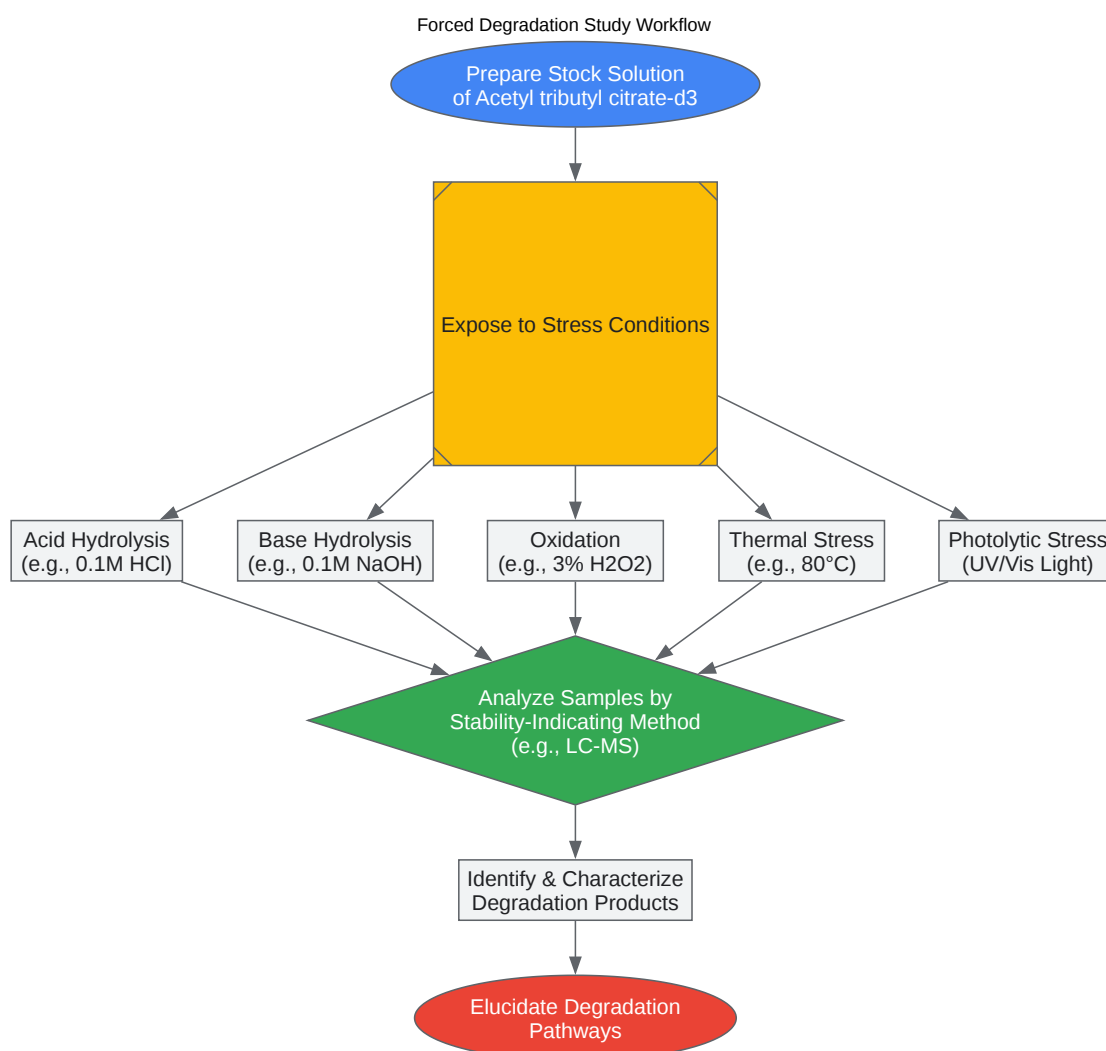 Forced Degradation Study Workflow
Prepare Stock Solution
of Acetyl tributyl citrate-d3
Expose to Stress Conditions
Acid Hydrolysis
(e.g., 0.1M HCl)
Base Hydrolysis
(e.g., 0.1M NaOH)
Oxidation
(e.g., 3% H2O2)
Thermal Stress
(e.g., 80°C)
Photolytic Stress
(UV/Vis Light)
Analyze Samples by
Stability-Indicating Method
(e.g., LC-MS)
Identify & Characterize
Degradation Products
Elucidate Degradation
Pathways